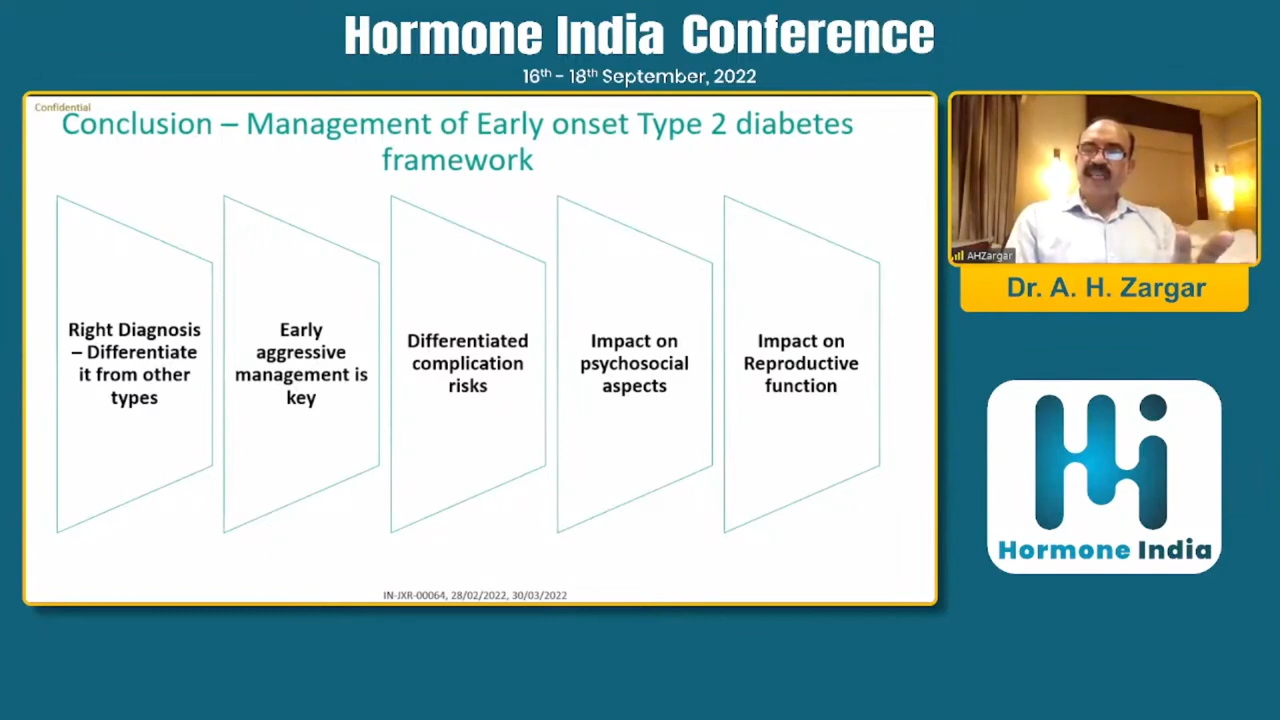 Hormone India Conference
16th - 18th September, 2022
Confidential
Conclusion – Management of Early onset Type 2 diabetes
framework
Right Diagnosis
– Differentiate
it from other
types
Early
aggressive
management is
key
Differentiated
complication
risks
Impact on
psychosocial
aspects
Impact on
Reproductive
function
IN-JXR-00064, 28/02/2022, 30/03/2022
AHZargar
Dr. A. H. Zargar
Hi
Hormone India